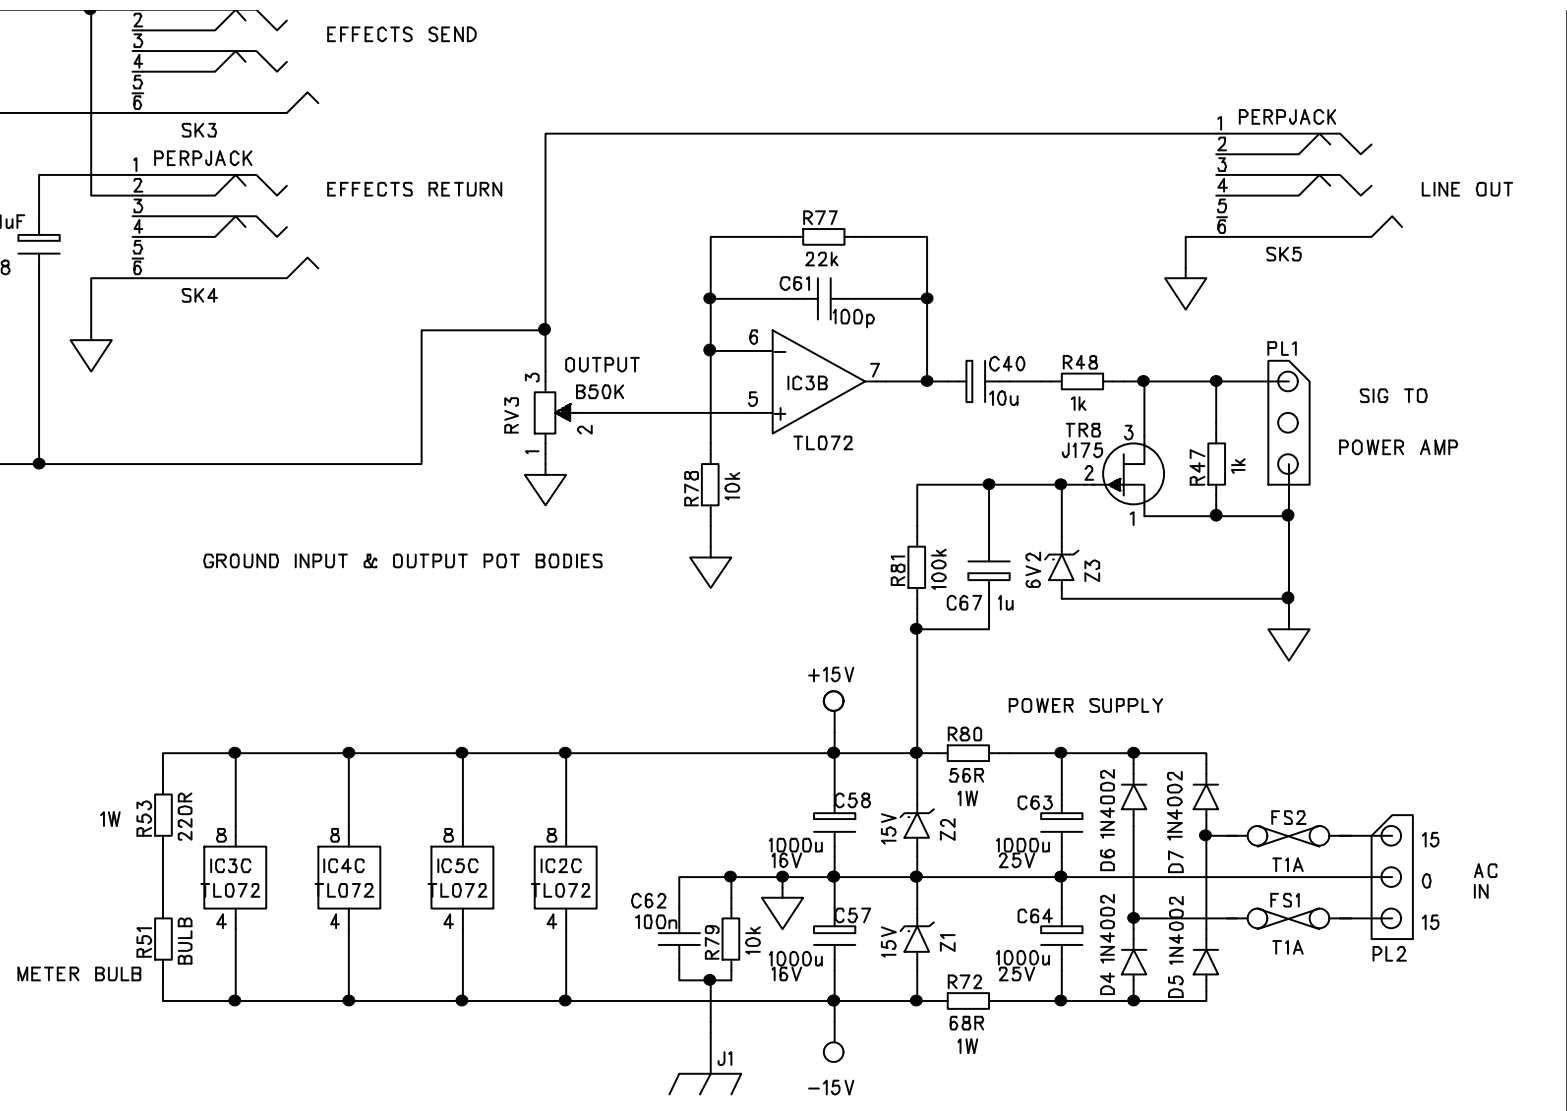 2
EFFECTS SEND
3
4
5
6
SK3
1 PERPJACK
2
EFFECTS RETURN
3
4
5
6
SK4
uF
8
1 PERPJACK
2
3
4
LINE OUT
5
6
SK5
R77
22k
C61
100p
6
5
7
IC3B
TL072
OUTPUT
B50K
RV3
3
2
1
R78
10k
C40
10u
R48
1k
PL1
SIG TO
POWER AMP
TR8
J175
3
2
1
R47
1k
GROUND INPUT & OUTPUT POT BODIES
R81
100k
C67 1u
6V2
Z3
+15V
POWER SUPPLY
R80
56R
1W
1W
R53
220R
8
IC3C
TL072
4
8
IC4C
TL072
4
8
IC5C
TL072
4
8
IC2C
TL072
4
R51
BULB
METER BULB
C58
1000u
16V
15V
Z2
C63
1000u
25V
D6 1N4002
D7 1N4002
FS2
T1A
15
0
15
AC
IN
FS1
T1A
PL2
C62
100n
R79
10k
C57
1000u
16V
15V
Z1
C64
1000u
25V
D4 1N4002
D5 1N4002
R72
68R
1W
J1
-15V